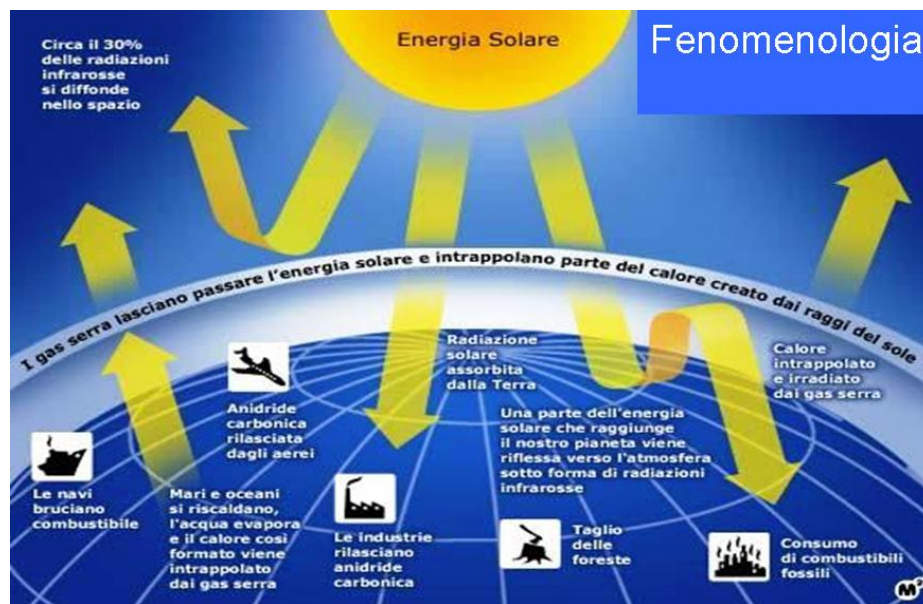 Fenomenologia
Energia Solare
Circa il 30%
delle radiazioni
infrarosse
si diffonde
nello spazio
I gas serra lasciano passare l'energia solare e intrappolano parte del calore creato dai raggi del sole
Radiazione
solare
assorbita
dalla Terra
Calore
intrappolato
e irradiato
dai gas serra
Anidride
carbonica
rilasciata
dagli aerei
Una parte dell'energia
solare che raggiunge
il nostro pianeta viene
riflessa verso l'atmosfera
sotto forma di radiazioni
infrarosse
Le navi
bruciano
combustibile
Mari e oceani
si riscaldano,
l'acqua evapora
e il calore così
formato viene
intrappolato
dai gas serra
Le industrie
rilasciano
anidride
carbonica
Taglio
delle
foreste
Consumo
di combustibili
fossili